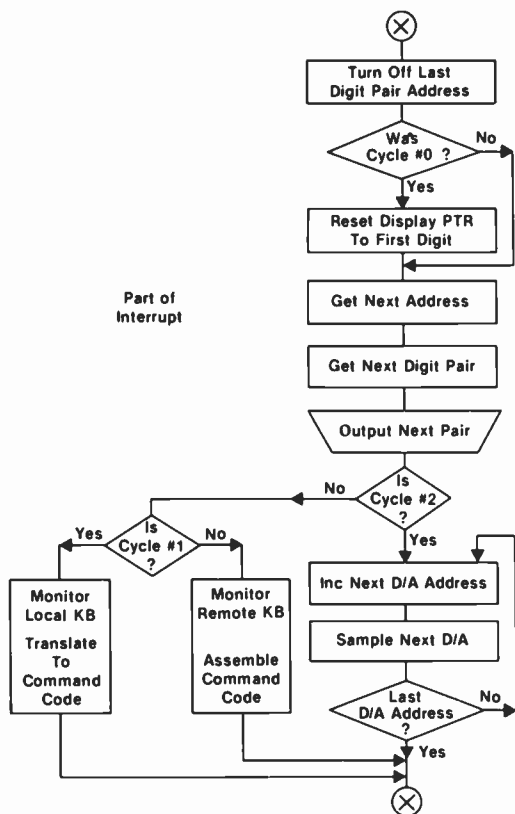 Turn Off Last
Digit Pair Address
Was
Cycle #0 ?
No
Yes
Reset Display PTR
To First Digit
Part of
Interrupt
Get Next Address
Get Next Digit Pair
Output Next Pair
Is
Cycle #2
?
No
Yes
Is
Cycle #1
?
Yes
No
Monitor
Local KB
Translate
To
Command
Code
Monitor
Remote KB
Assemble
Command
Code
Inc Next D/A Address
Sample Next D/A
Last
D/A Address
?
No
Yes